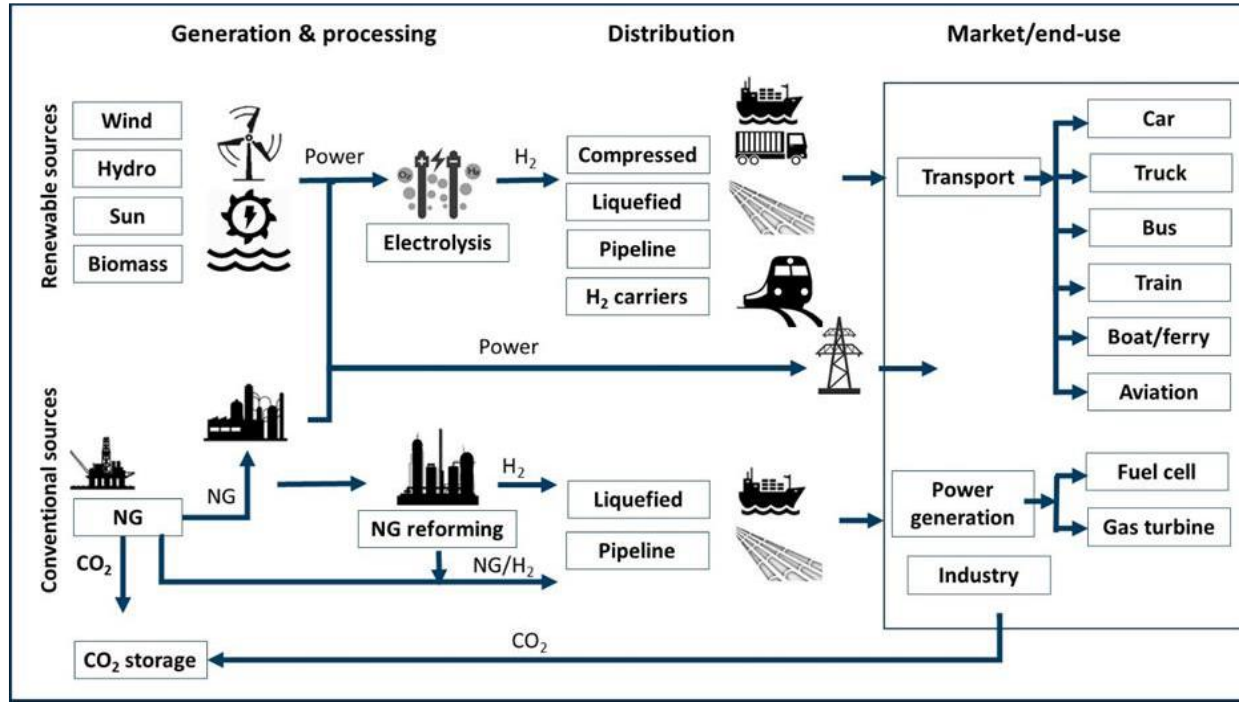 Generation & processing
Distribution
Market/end-use
Renewable sources
Wind
Hydro
Sun
Biomass
Power
O₂
H₂
Electrolysis
H₂
Compressed
Liquefied
Pipeline
H₂ carriers
Transport
Car
Truck
Bus
Train
Boat/ferry
Aviation
Power
Conventional sources
NG
NG
CO₂
NG reforming
H₂
NG/H₂
Liquefied
Pipeline
Power
generation
Fuel cell
Gas turbine
Industry
CO₂
CO₂ storage